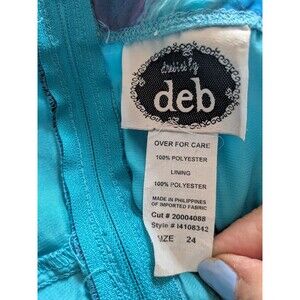 dressed by
deb
OVER FOR CARE
100% POLYESTER
LINING
100% POLYESTER
MADE IN PHILIPPINES
OF IMPORTED FABRIC
Cut # 20004088
Style # I4108342
SIZE 24